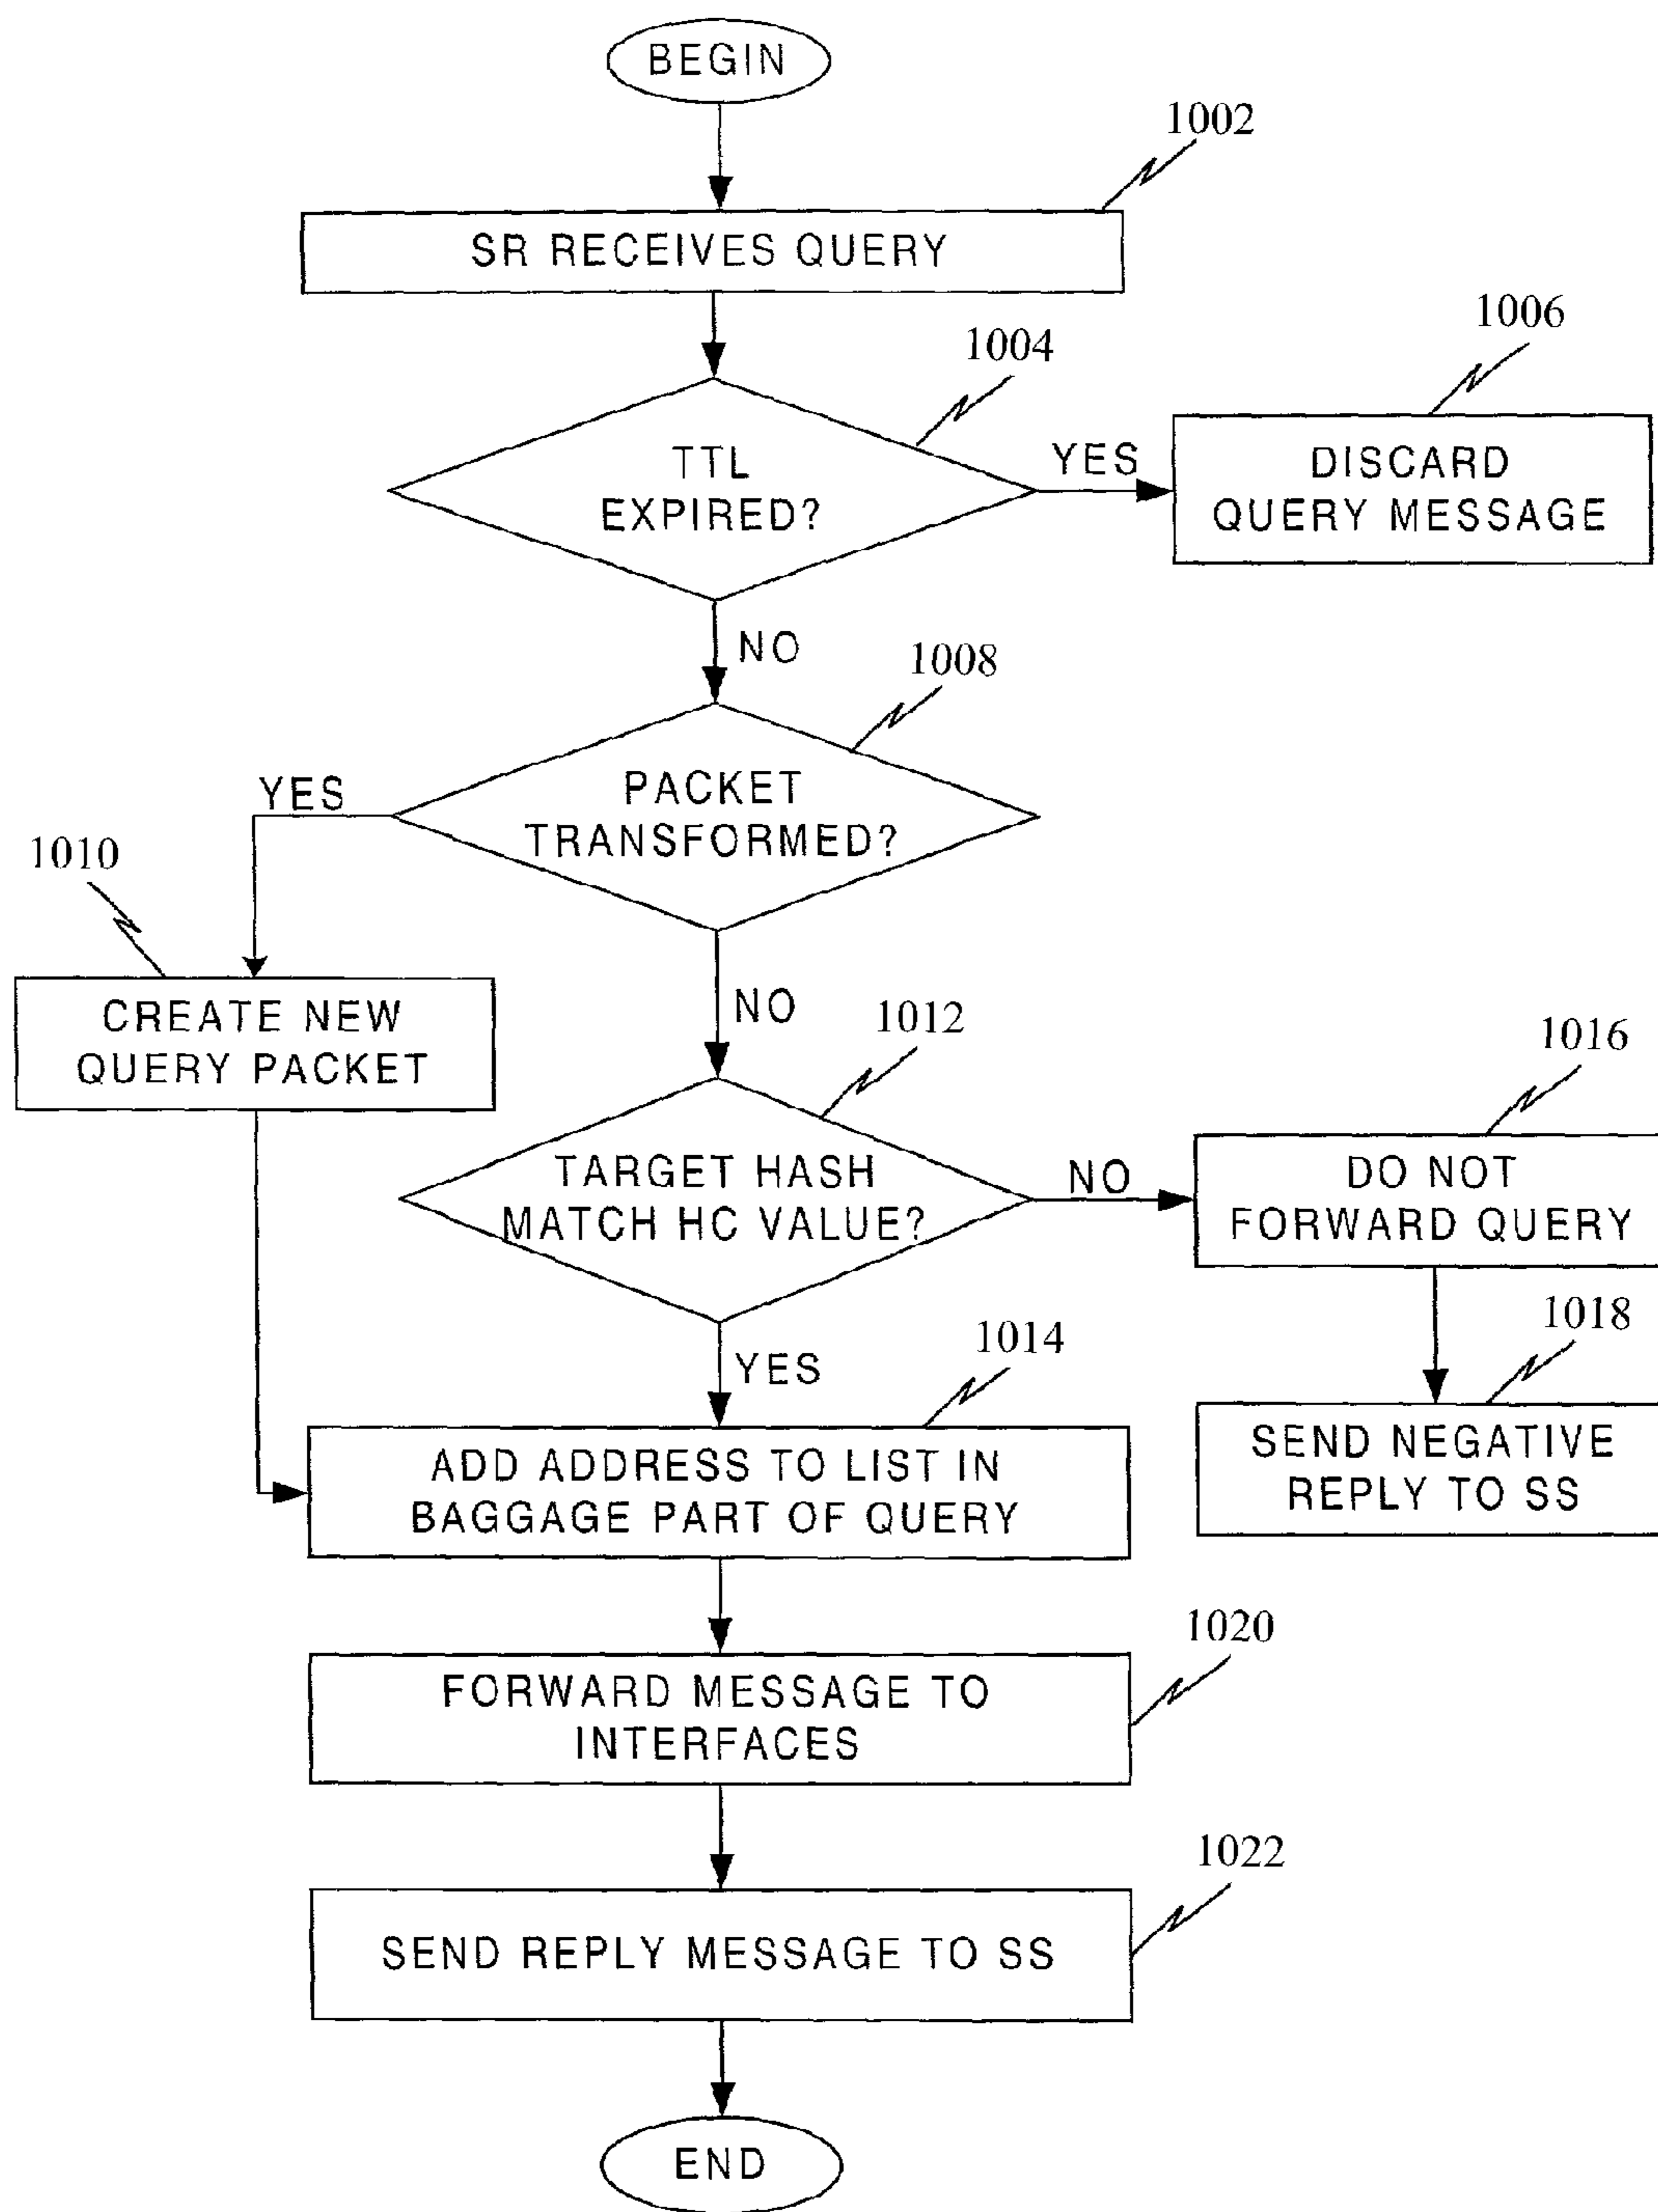 BEGIN
1002
SR RECEIVES QUERY
1004
1006
TTL
EXPIRED?
YES
DISCARD
QUERY MESSAGE
NO
1008
PACKET
TRANSFORMED?
YES
1010
CREATE NEW
QUERY PACKET
NO
1012
1016
TARGET HASH
MATCH HC VALUE?
NO
DO NOT
FORWARD QUERY
1018
YES
1014
SEND NEGATIVE
REPLY TO SS
ADD ADDRESS TO LIST IN
BAGGAGE PART OF QUERY
1020
FORWARD MESSAGE TO
INTERFACES
1022
SEND REPLY MESSAGE TO SS
END